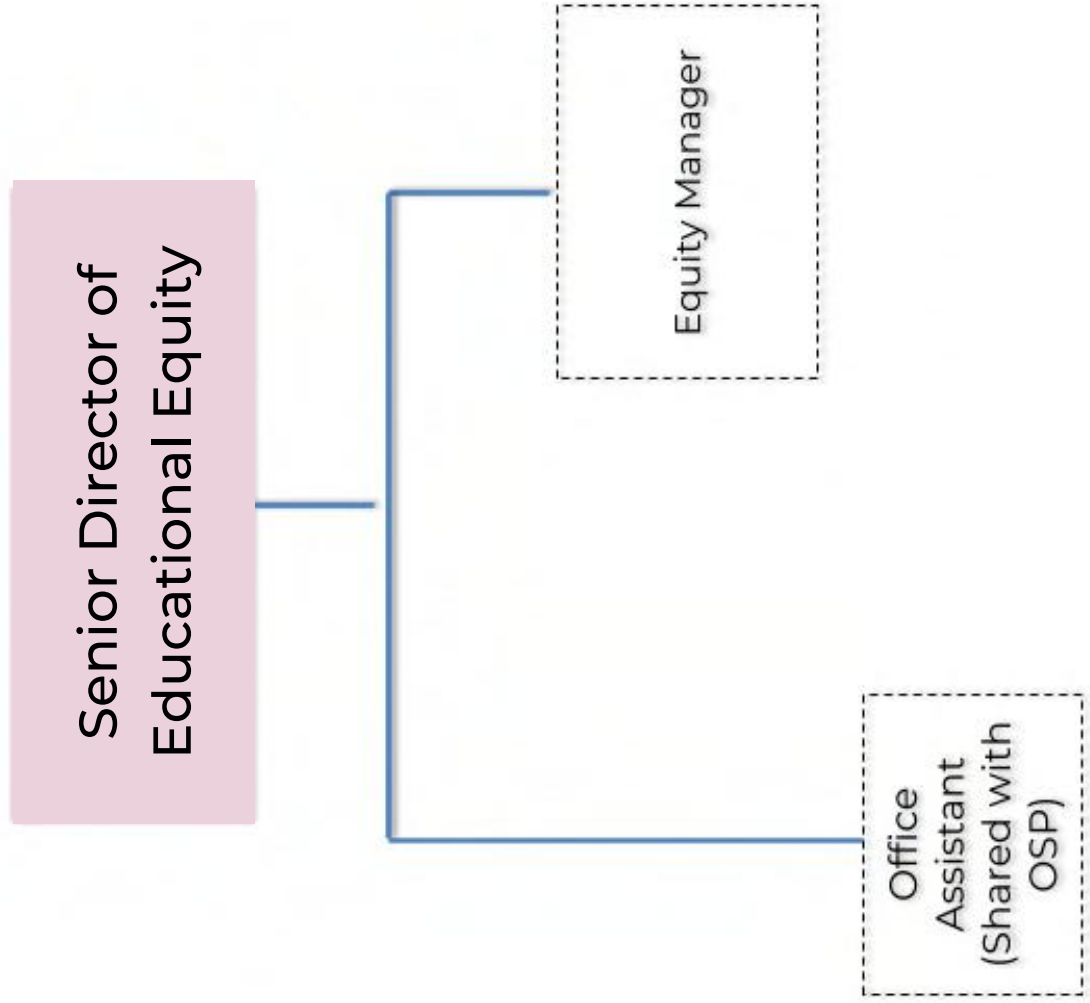 Senior Director of
Educational Equity
Equity Manager
Office
Assistant
(Shared with
OSP)